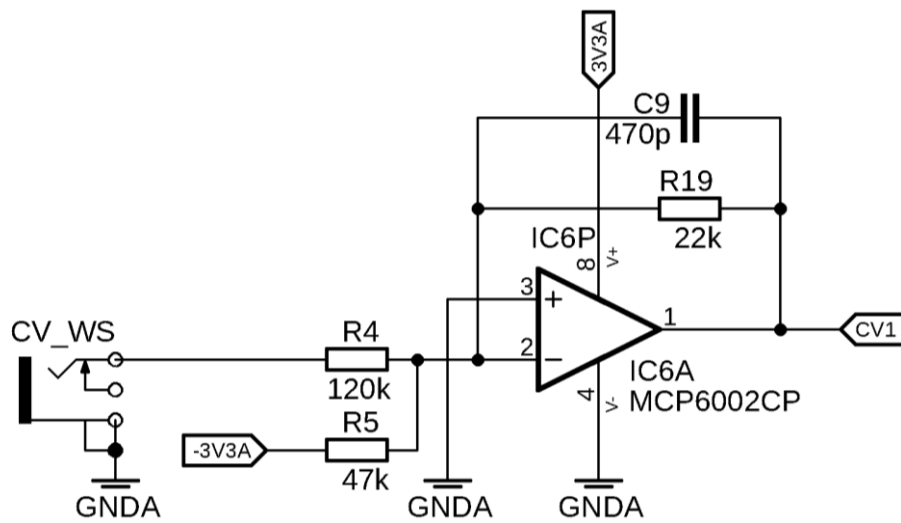 3V3A
C9
470p
R19
22k
IC6P
8
V+
3
+
1
CV_WS
R4
2
−
CV1
120k
IC6A
4
V-
MCP6002CP
R5
-3V3A
47k
GNDA
GNDA
GNDA